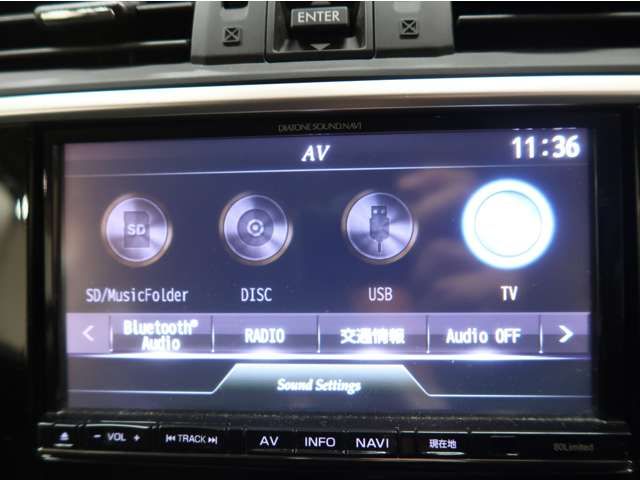 ENTER
DIATONE SOUND NAVI
AV
11:36
SD
SD/MusicFolder
DISC
USB
TV
Bluetooth®
Audio
RADIO
交通情報
Audio OFF
Sound Settings
− VOL +
TRACK
AV
INFO
NAVI
現在地
80Limited